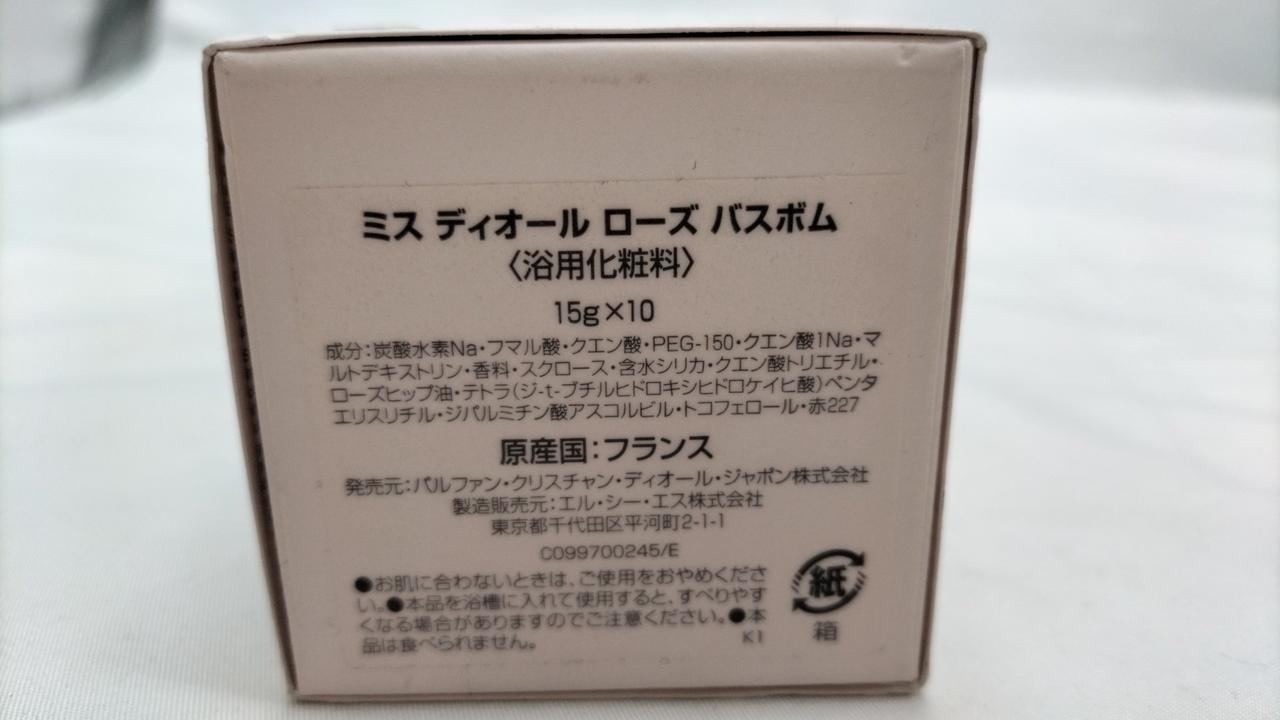 ミス ディオール ローズ バスボム
〈浴用化粧料〉
15g×10
成分：炭酸水素Na・フマル酸・クエン酸・PEG-150・クエン酸1Na・マ
ルトデキストリン・香料・スクロース・含水シリカ・クエン酸トリエチル・
ローズヒップ油・テトラ(ジ-t-ブチルヒドロキシヒドロケイヒ酸)ペンタ
エリスリチル・ジパルミチン酸アスコルビル・トコフェロール・赤227
原産国：フランス
発売元：パルファン・クリスチャン・ディオール・ジャポン株式会社
製造販売元：エル・シー・エス株式会社
東京都千代田区平河町2-1-1
C099700245/E
●お肌に合わないときは、ご使用をおやめくださ
い。●本品を浴槽に入れて使用すると、すべりやす
くなる場合がありますのでご注意ください。●本
品は食べられません。
K1
紙
箱